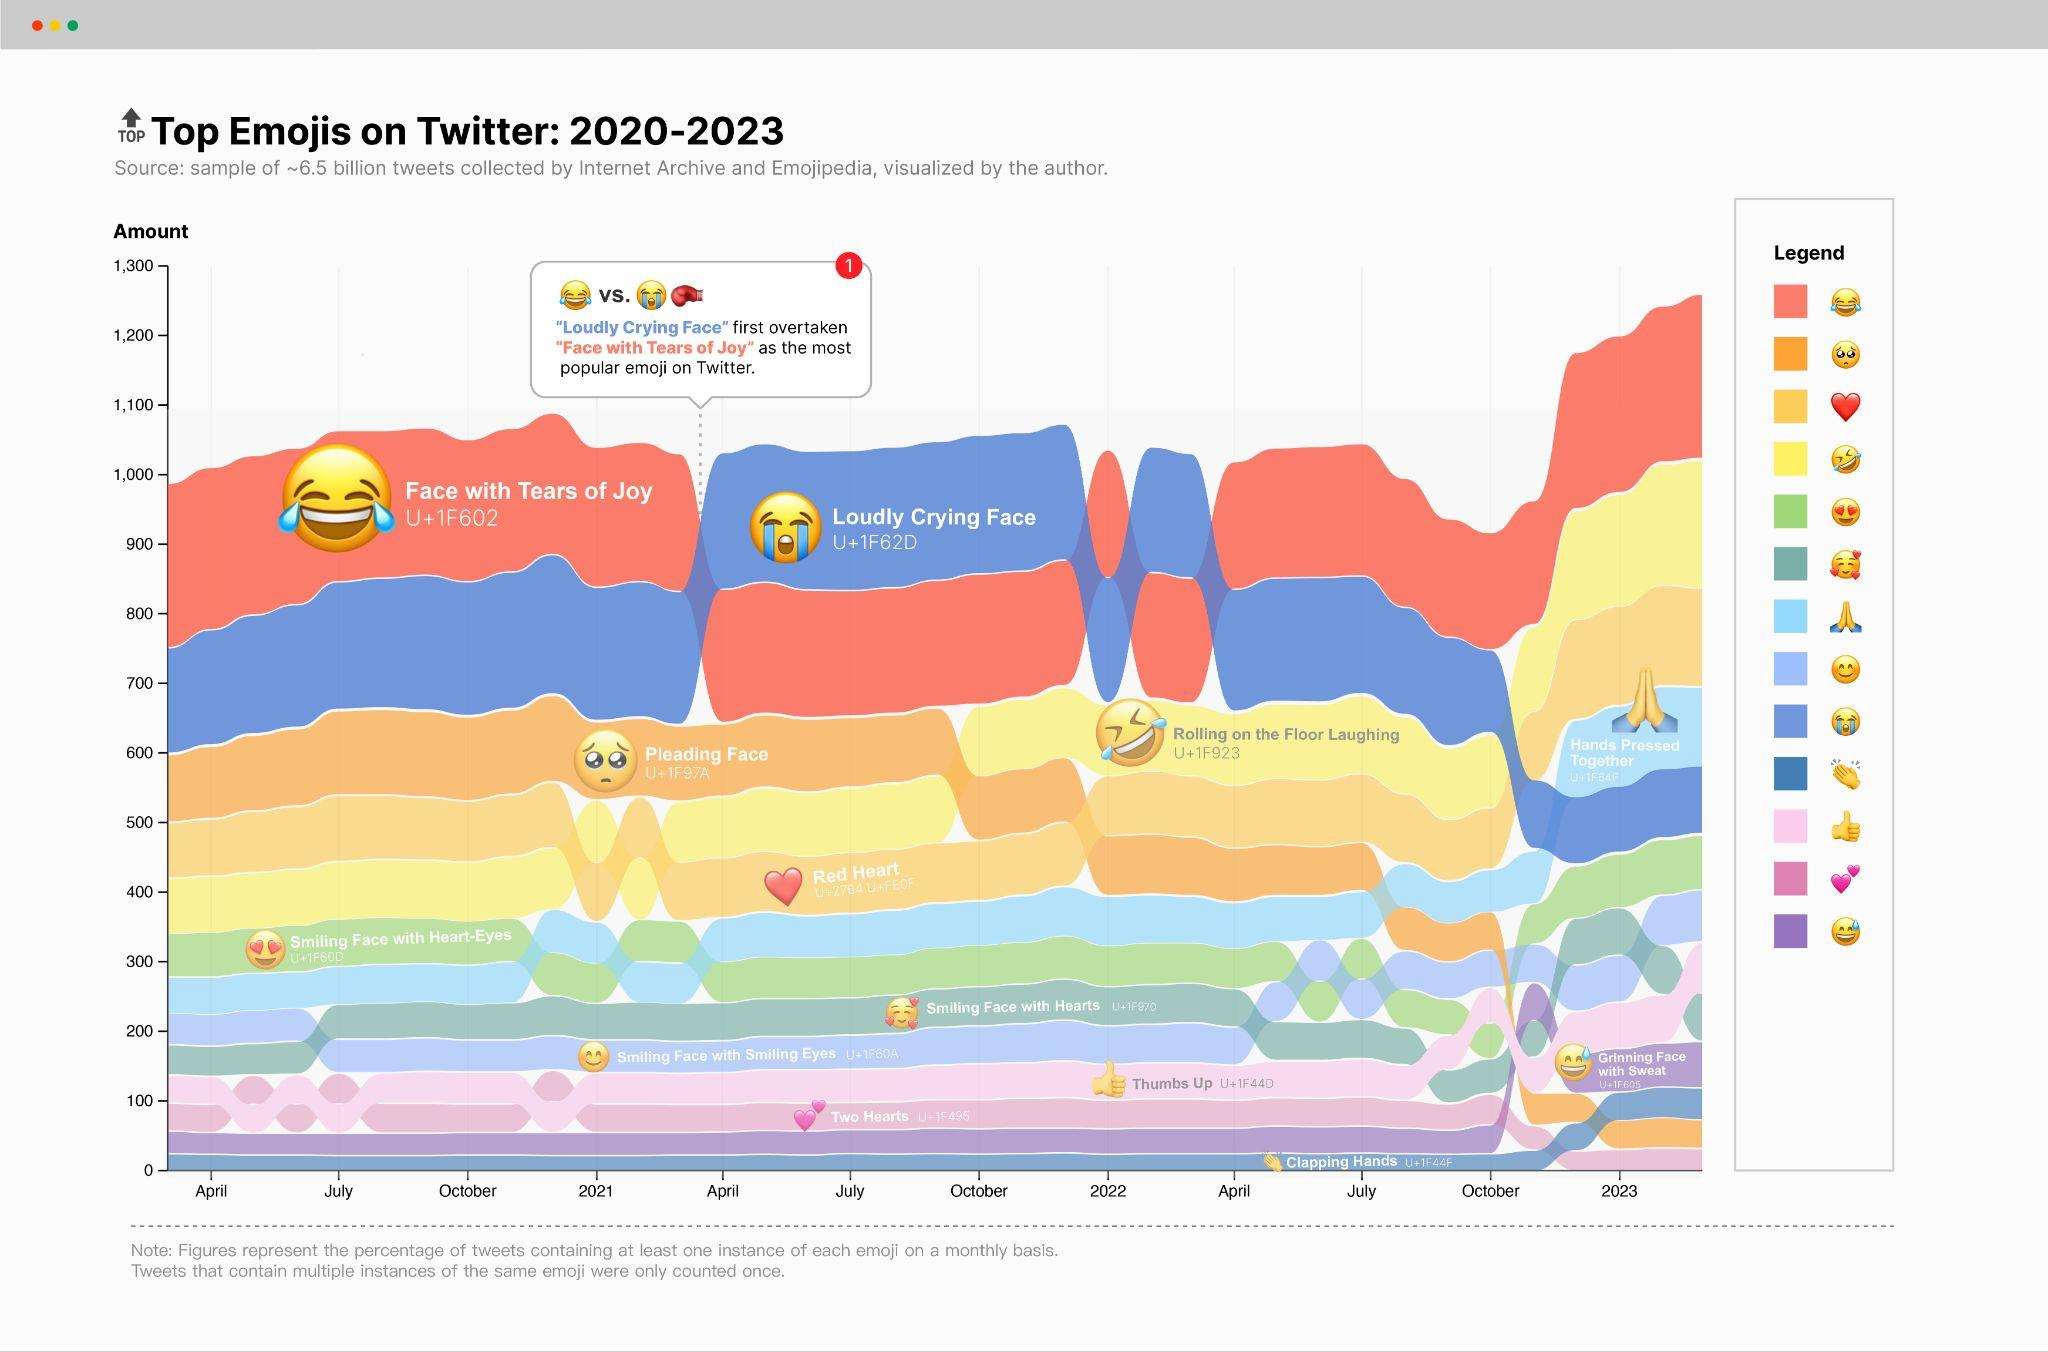 TOP
Top Emojis on Twitter: 2020-2023
Source: sample of ~6.5 billion tweets collected by Internet Archive and Emojipedia, visualized by the author.
Amount
1,300
1,200
1,100
1,000
900
800
700
600
500
400
300
200
100
0
1
vs.
“Loudly Crying Face” first overtaken
“Face with Tears of Joy” as the most
popular emoji on Twitter.
Face with Tears of Joy
U+1F602
Loudly Crying Face
U+1F62D
Pleading Face
U+1F97A
Rolling on the Floor Laughing
U+1F923
Hands Pressed
Together
U+1F64F
Red Heart
U+2764 U+FE0F
Smiling Face with Heart-Eyes
U+1F60D
Smiling Face with Hearts U+1F970
Smiling Face with Smiling Eyes U+1F60A
Thumbs Up U+1F44D
Grinning Face
with Sweat
U+1F605
Two Hearts U+1F495
Clapping Hands U+1F44F
April
July
October
2021
April
July
October
2022
April
July
October
2023
Legend
Note: Figures represent the percentage of tweets containing at least one instance of each emoji on a monthly basis.
Tweets that contain multiple instances of the same emoji were only counted once.